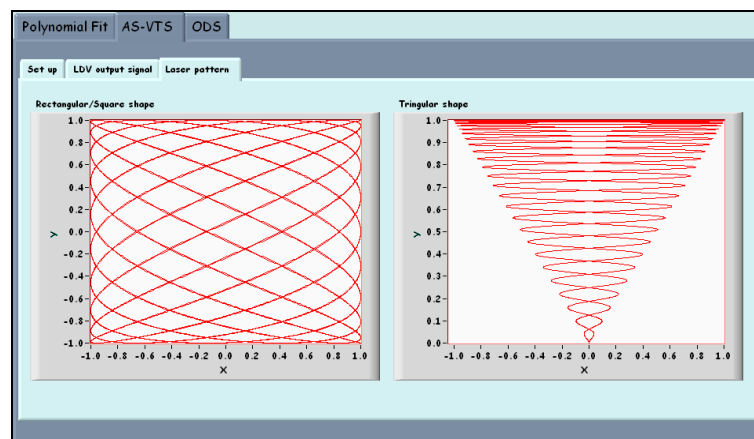 Polynomial Fit AS-VTS ODS
Set up LDV output signal Laser pattern
Rectangular/Square shape
1.0
0.8
0.6
0.4
0.2
0.0
-0.2
-0.4
-0.6
-0.8
-1.0
y
-1.0 -0.8 -0.6 -0.4 -0.2 0.0 0.2 0.4 0.6 0.8 1.0
X
Tringular shape
1.0
0.9
0.8
0.7
0.6
0.5
0.4
0.3
0.2
0.1
0.0
y
-1.0 -0.8 -0.6 -0.4 -0.2 0.0 0.2 0.4 0.6 0.8 1.0
X